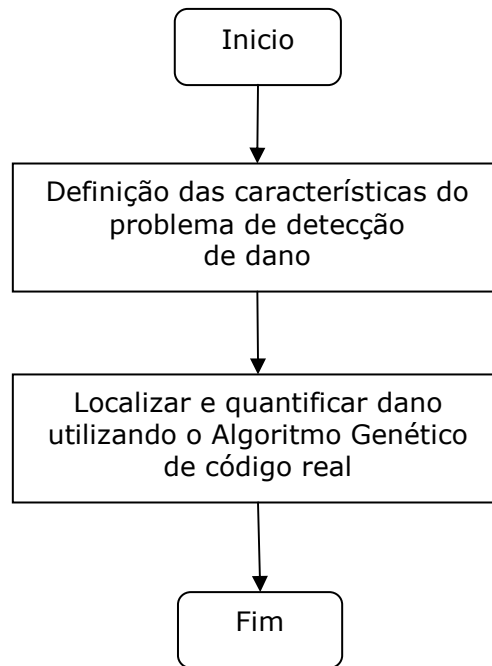 Inicio
Definição das características do
problema de detecção
de dano
Localizar e quantificar dano
utilizando o Algoritmo Genético
de código real
Fim